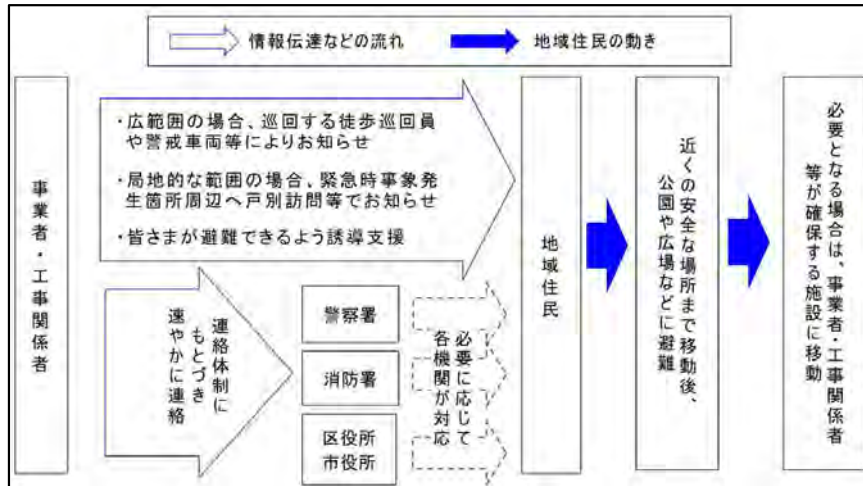 情報伝達などの流れ
地域住民の動き
事業者・工事関係者
・広範囲の場合、巡回する徒歩巡回員
や警戒車両等によりお知らせ
・局地的な範囲の場合、緊急時事象発
生箇所周辺へ戸別訪問等でお知らせ
・皆さまが避難できるよう誘導支援
連絡体制に
もとづき
速やかに連絡
警察署
消防署
区役所
市役所
必要に応じて
各機関が対応
地域住民
近くの安全な場所まで移動後、
公園や広場などに避難
必要となる場合は、事業者・工事関係者
等が確保する施設に移動